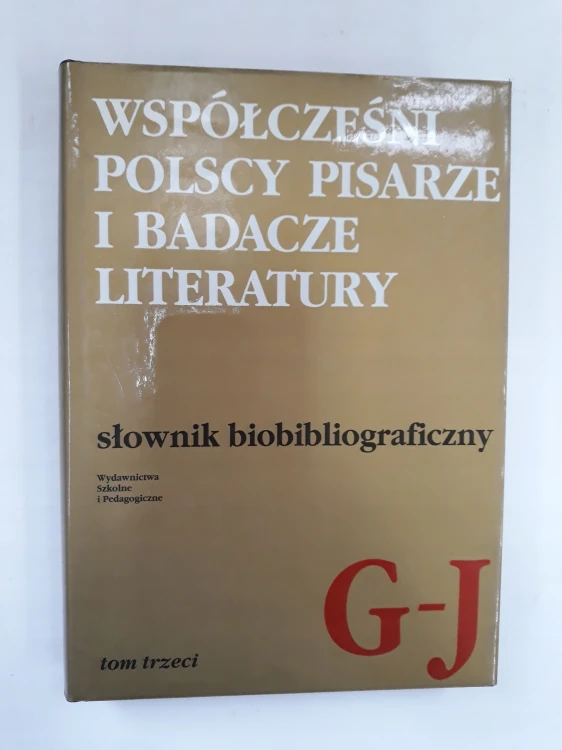 WSPÓŁCZEŚNI
POLSCY PISARZE
I BADACZE
LITERATURY
słownik biobibliograficzny
Wydawnictwa
Szkolne
i Pedagogiczne
G-J
tom trzeci